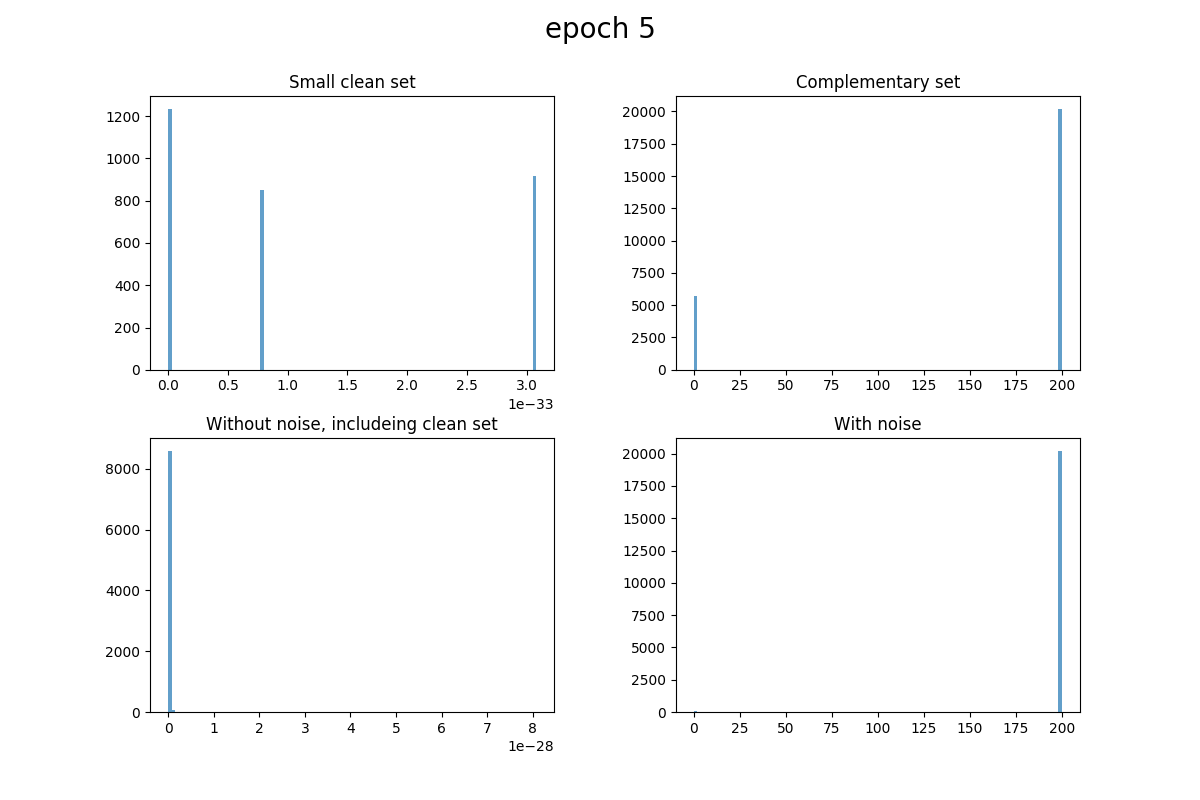 epoch 5
Small clean set
1200
1000
800
600
400
200
0
0.0 0.5 1.0 1.5 2.0 2.5 3.0
1e−33
Complementary set
20000
17500
15000
12500
10000
7500
5000
2500
0
0 25 50 75 100 125 150 175 200
Without noise, includeing clean set
8000
6000
4000
2000
0
0 1 2 3 4 5 6 7 8
1e−28
With noise
20000
17500
15000
12500
10000
7500
5000
2500
0
0 25 50 75 100 125 150 175 200